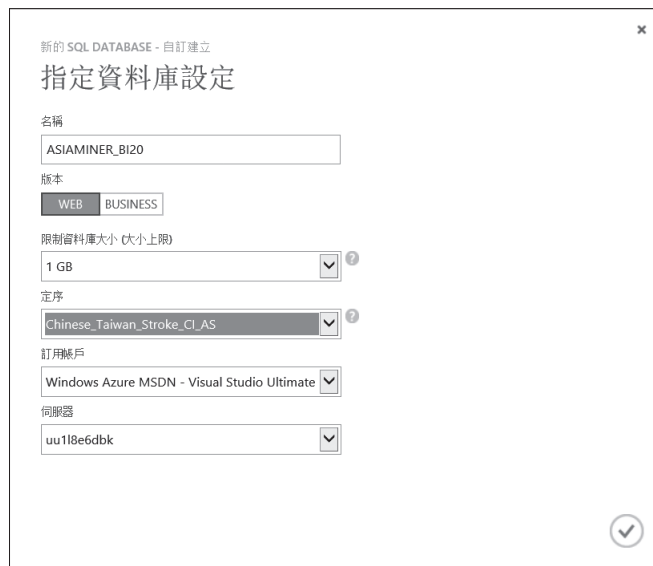 新的 SQL DATABASE - 自訂建立
指定資料庫設定
名稱
ASIAMINER_BI20
版本
WEB BUSINESS
限制資料庫大小 (大小上限)
1 GB
定序
Chinese_Taiwan_Stroke_CI_AS
訂用帳戶
Windows Azure MSDN - Visual Studio Ultimate
伺服器
uu1l8e6dbk